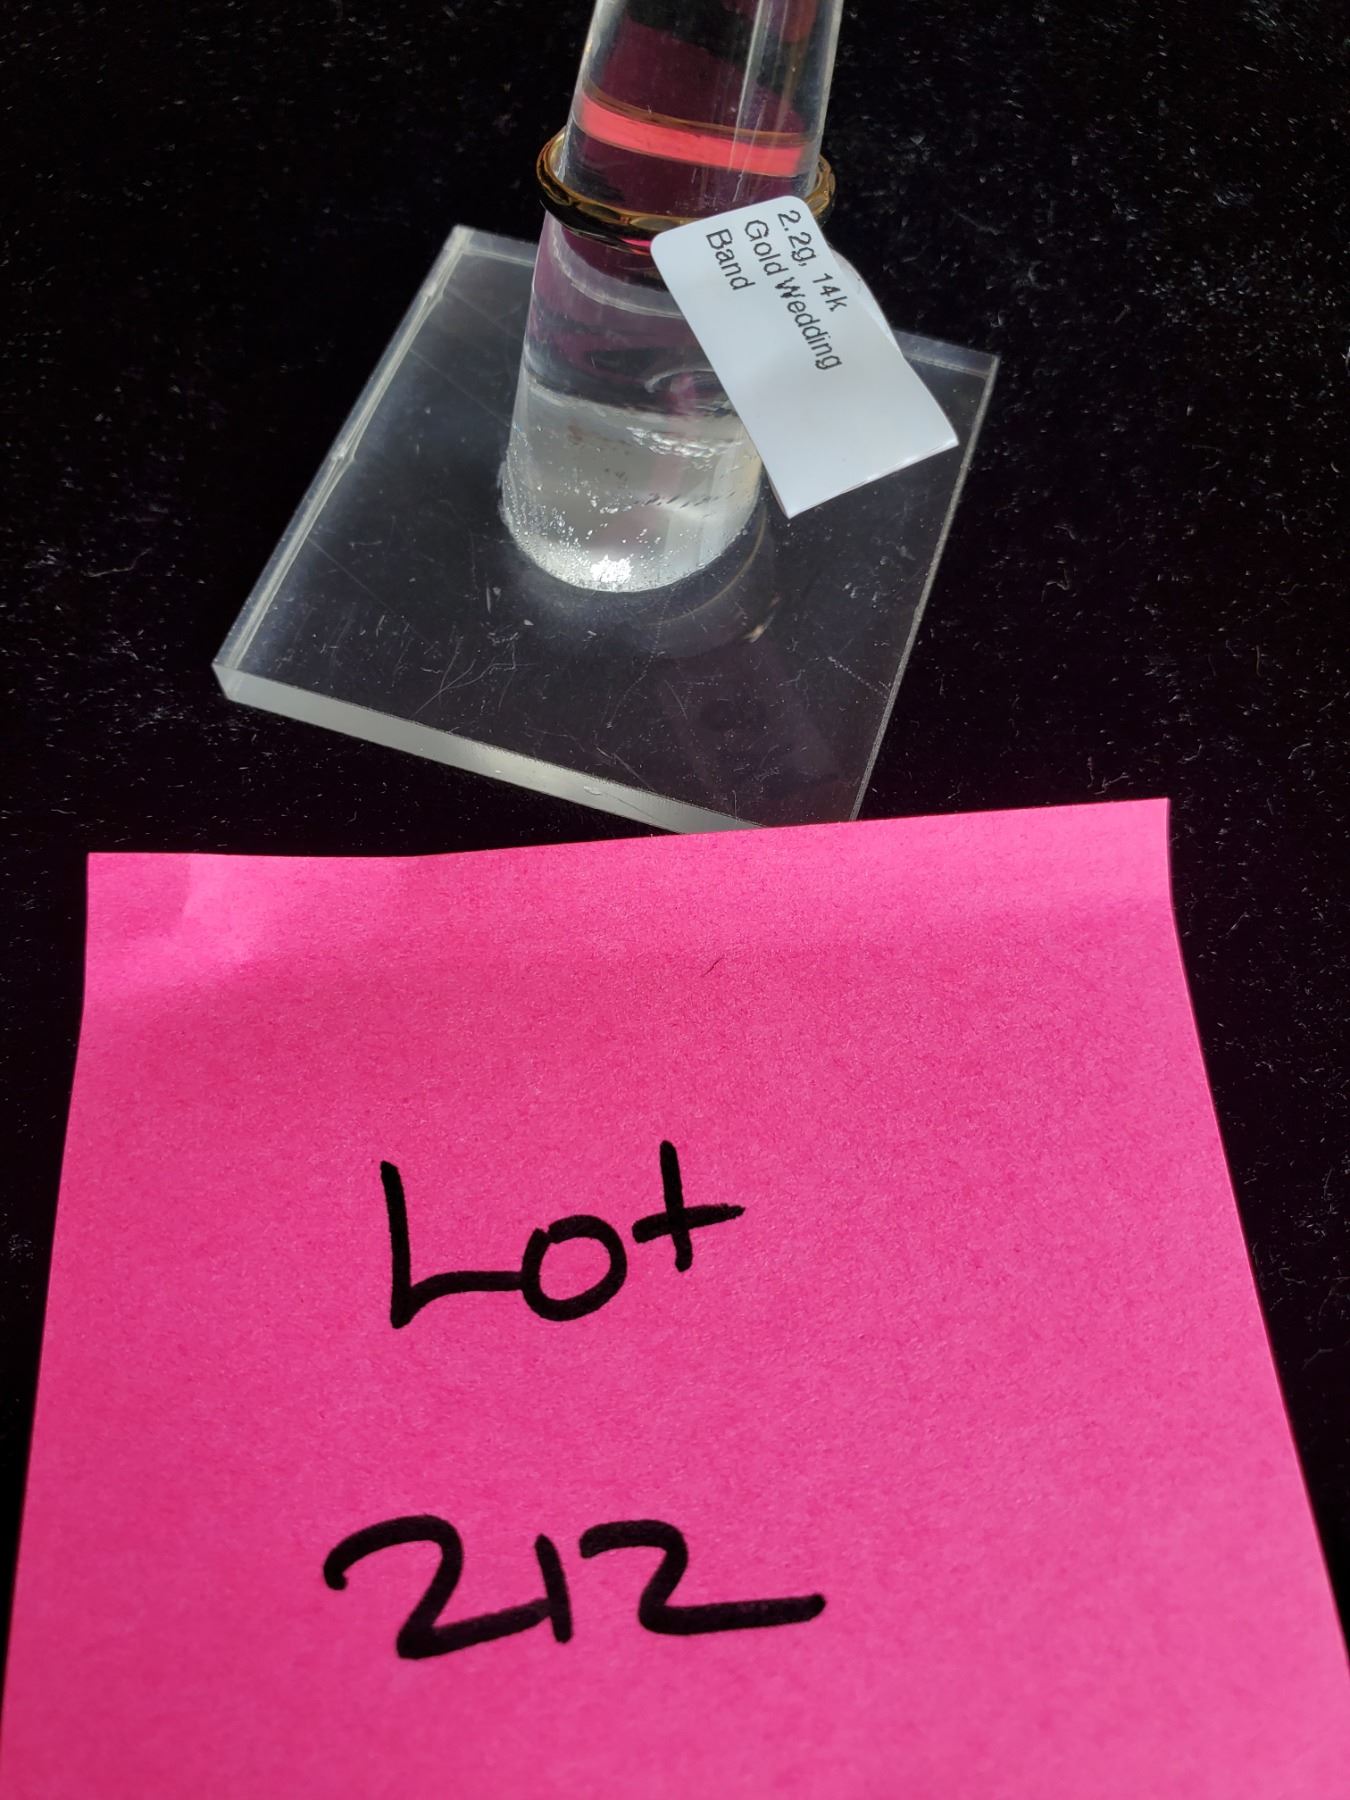 2.2g, 14k
Gold Wedding
Band
Lot
212